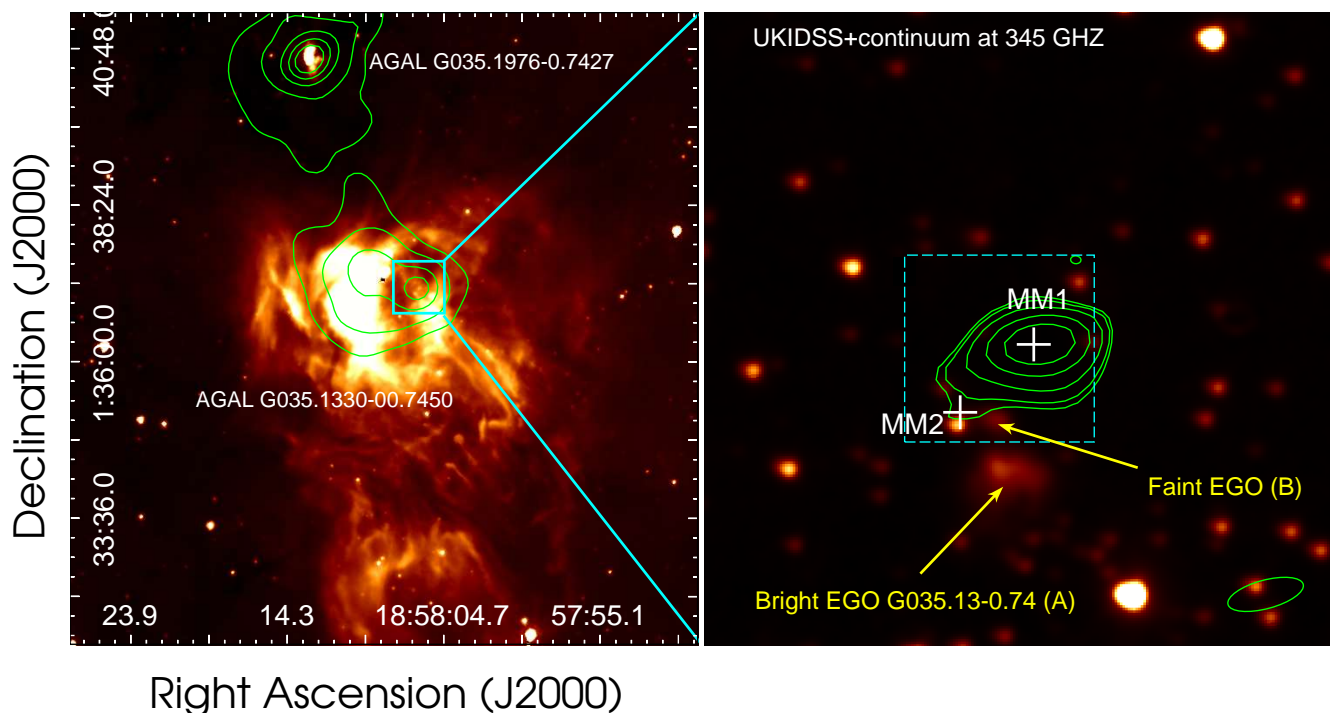 Declination (J2000)
40:48.0
38:24.0
1:36:00.0
33:36.0
AGAL G035.1976-0.7427
AGAL G035.1330-00.7450
23.9 14.3 18:58:04.7 57:55.1
Right Ascension (J2000)
UKIDSS+continuum at 345 GHZ
MM1
MM2
Faint EGO (B)
Bright EGO G035.13-0.74 (A)